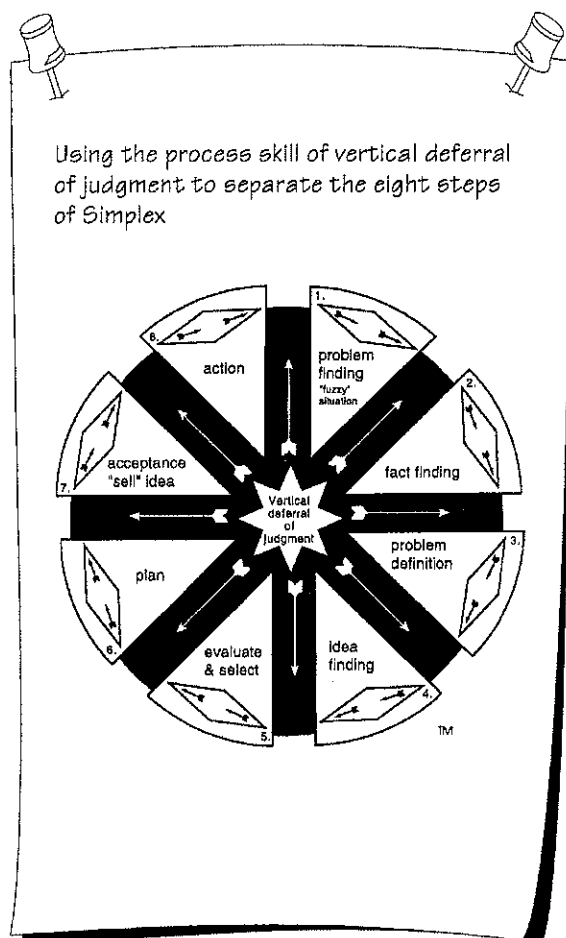 Using the process skill of vertical deferral
of judgment to separate the eight steps
of Simplex
1.
problem
finding
"fuzzy"
situation
2.
fact finding
3.
problem
definition
4.
idea
finding
5.
evaluate
& select
6.
plan
7.
acceptance
"sell" idea
8.
action
Vertical
deferral
of
judgment
TM